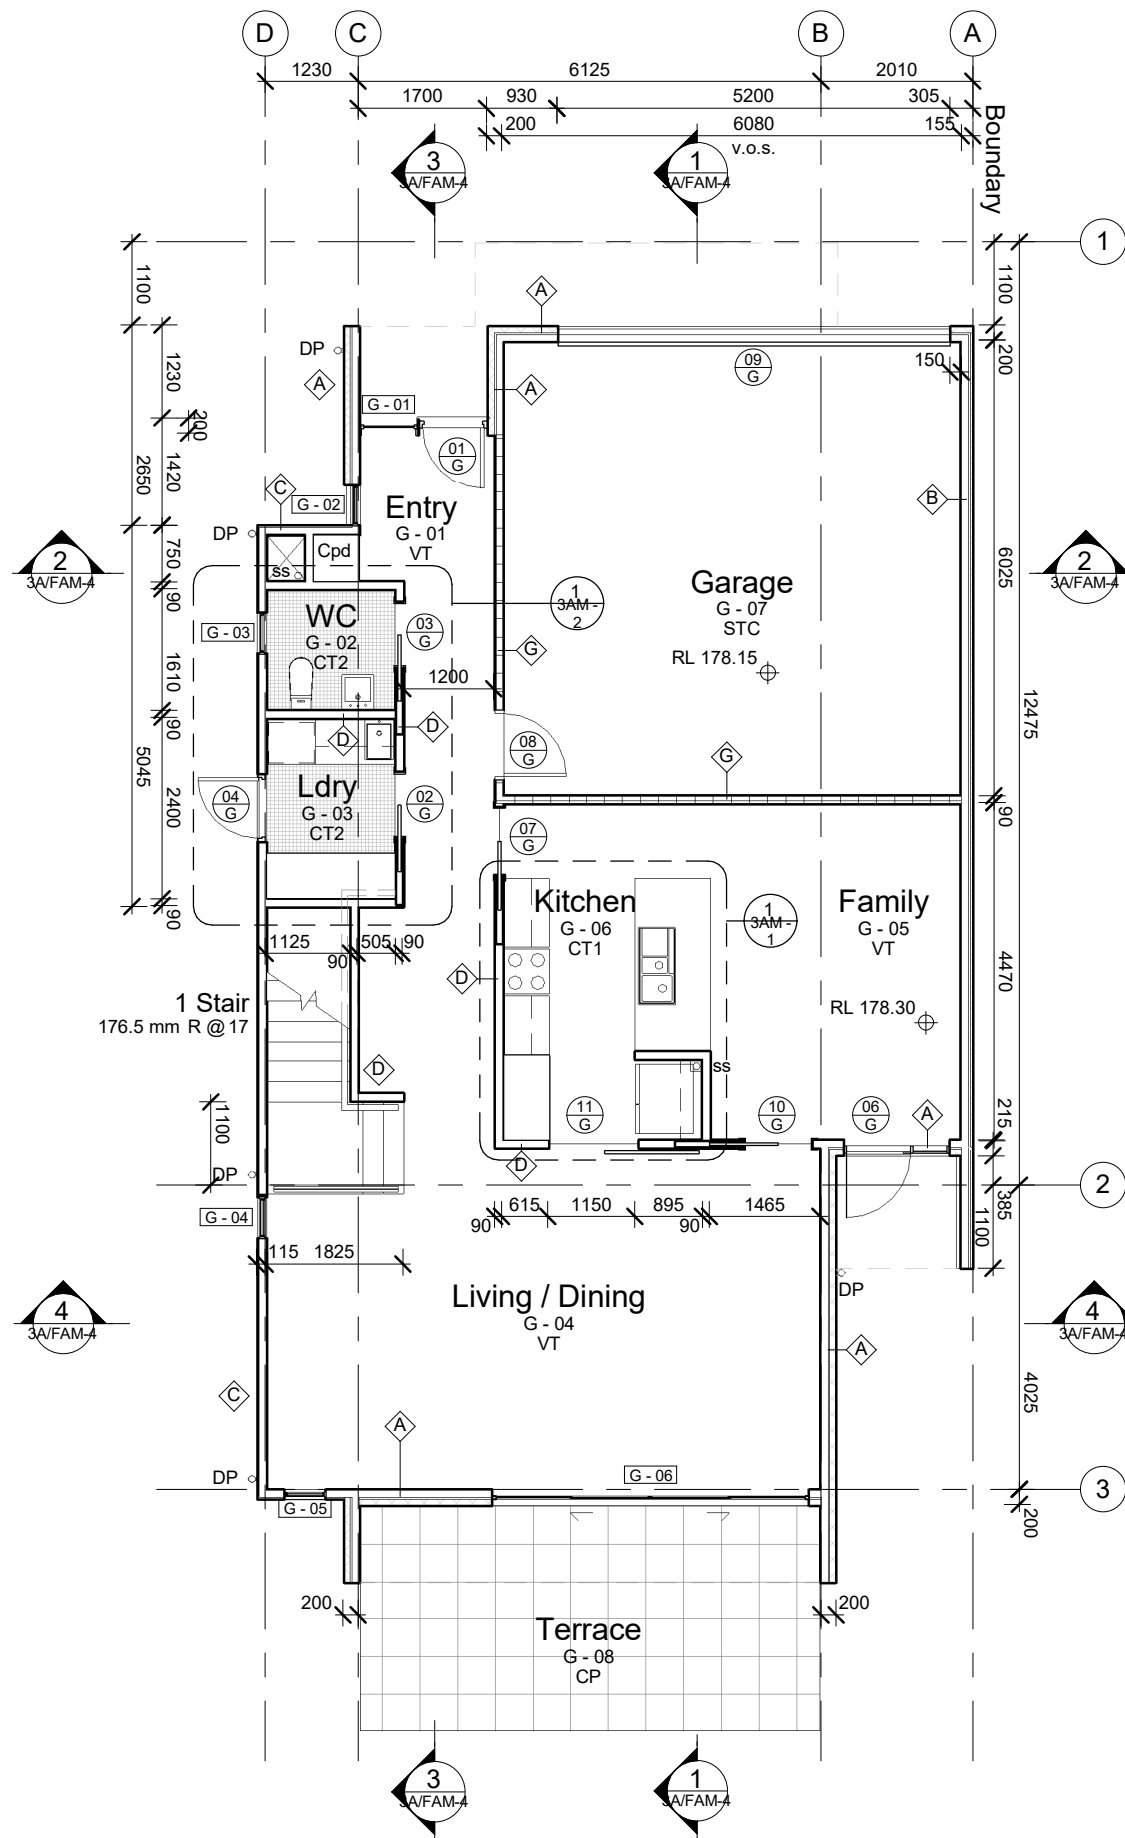 D
C
B
A
1230
6125
2010
1700
930
5200
305
200
6080
155
v.o.s.
Boundary
3
3A/FAM-4
1
3A/FAM-4
1
1100
1100
A
DP
A
1230
200
2650
1420
G - 01
01
G
A
09
G
150
200
C
G - 02
Entry
G - 01
VT
B
DP
Cpd
ss
750
2
3A/FAM-4
2
3A/FAM-4
6025
90
WC
G - 02
CT2
G - 03
03
G
1
3AM -
2
Garage
G - 07
STC
RL 178.15
G
1610
1200
12475
90
D
D
08
G
G
5045
2400
Ldry
G - 03
CT2
04
G
02
G
07
G
90
90
Kitchen
G - 06
CT1
1
3AM -
1
Family
G - 05
VT
1125
90
505
90
D
4470
1 Stair
176.5 mm R @ 17
RL 178.30
D
ss
1100
11
G
10
G
06
G
A
215
D
DP
2
G - 04
615
1150
895
1465
90
90
385
1100
115
1825
DP
Living / Dining
G - 04
VT
4
3A/FAM-4
4
3A/FAM-4
A
C
A
4025
DP
G - 05
G - 06
3
200
200
200
Terrace
G - 08
CP
3
3A/FAM-4
1
3A/FAM-4